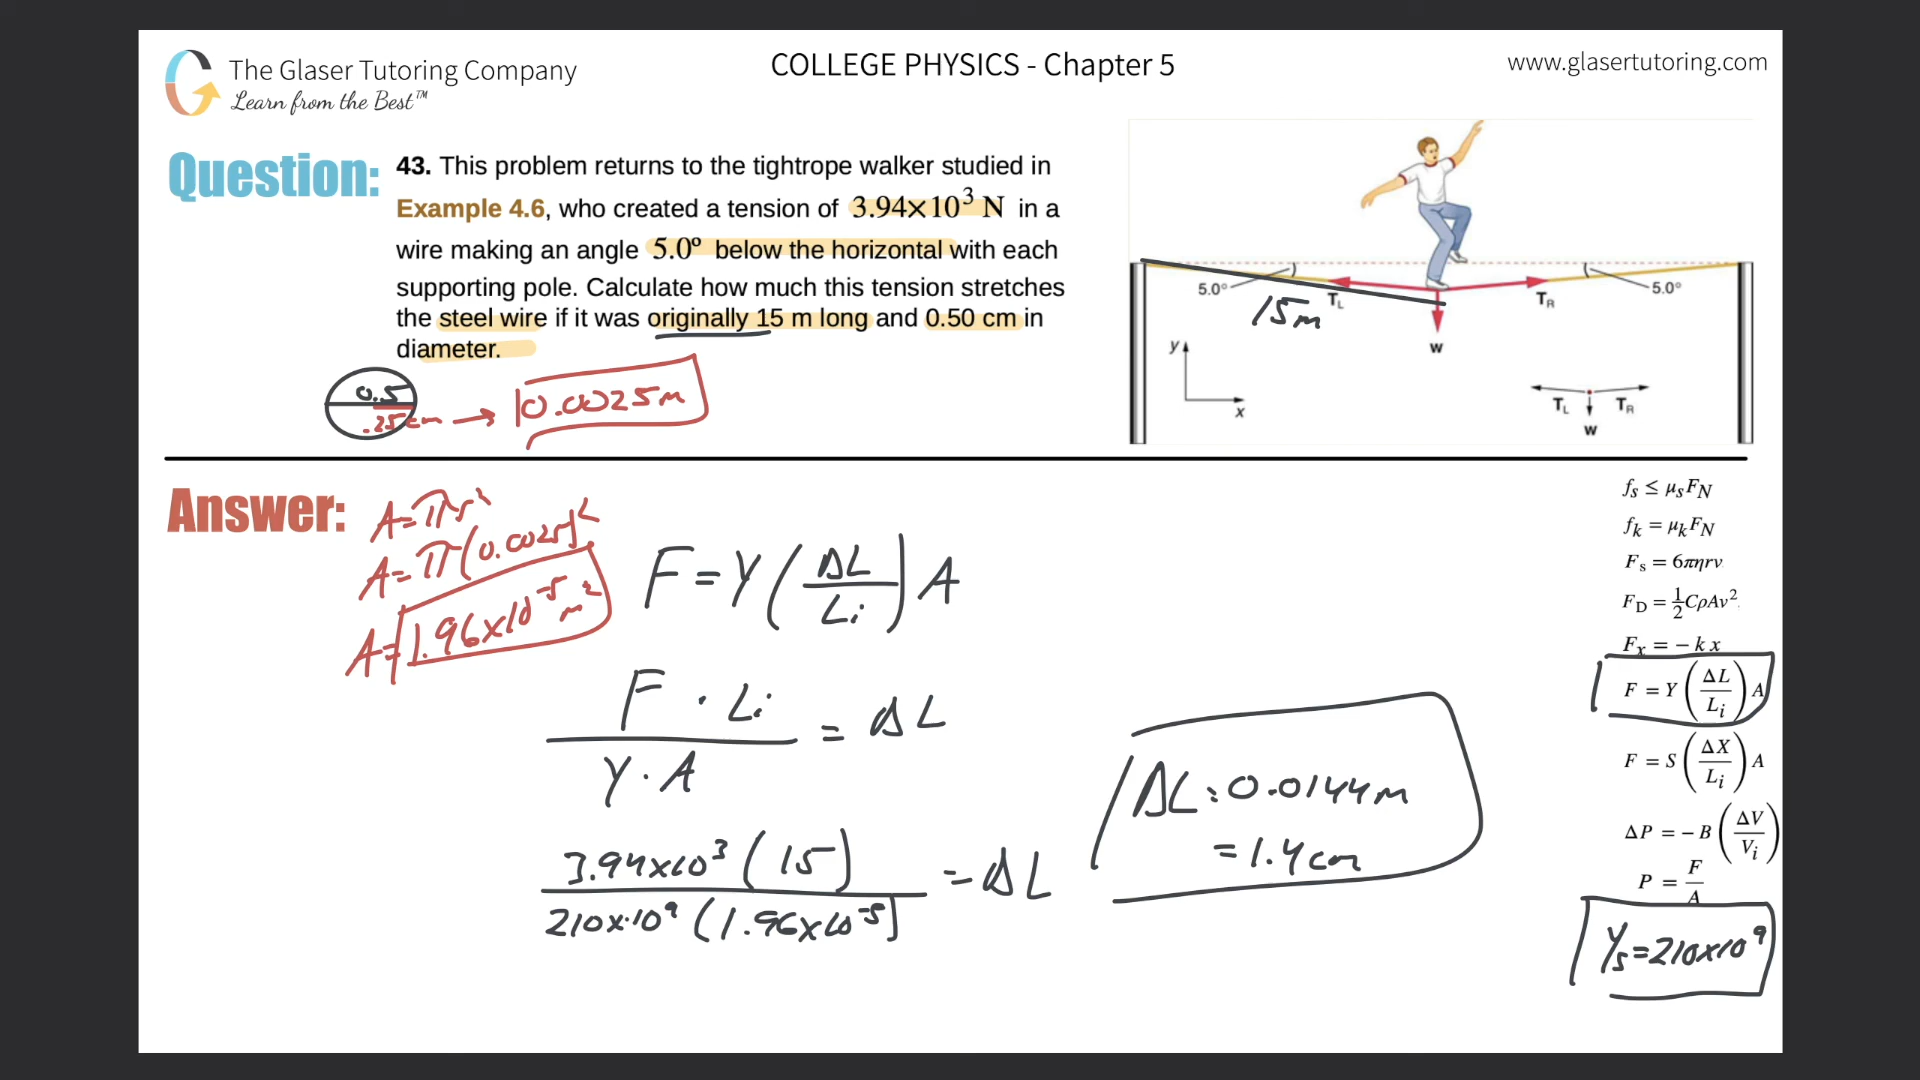 The Glaser Tutoring Company
Learn from the Best™
COLLEGE PHYSICS - Chapter 5
www.glasertutoring.com
Question:
43. This problem returns to the tightrope walker studied in
Example 4.6, who created a tension of 3.94×10³ N in a
wire making an angle 5.0º below the horizontal with each
supporting pole. Calculate how much this tension stretches
the steel wire if it was originally 15 m long and 0.50 cm in
diameter.
0.5
.25cm → 0.0025m
5.0°
T_L
T_R
5.0°
15m
w
y
x
T_L
T_R
w
Answer:
A=πr²
A=π(0.0025)²
A=1.96x10⁻⁵m²
F=Y(ΔL/Li)A
F · Li / Y · A = ΔL
3.94x10³(15) / 210x10⁹(1.96x10⁻⁵) = ΔL
ΔL = 0.0144m
= 1.4cm
fs ≤ μsFN
fk = μkFN
Fs = 6πηrv
FD = ½CρAv²
Fx = − k x
F = Y (ΔL/Li) A
F = S (ΔX/Li) A
ΔP = − B (ΔV/Vi)
P = F/A
Ys=210x10⁹